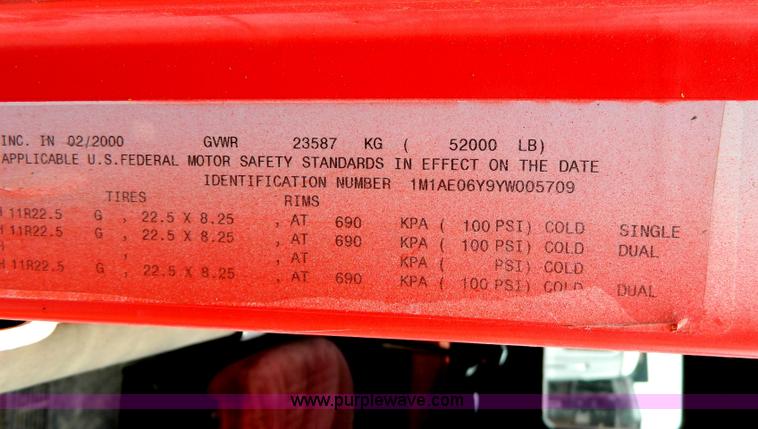 INC. IN 02/2000 GVWR 23587 KG ( 52000 LB)
APPLICABLE U.S.FEDERAL MOTOR SAFETY STANDARDS IN EFFECT ON THE DATE
IDENTIFICATION NUMBER 1M1AE06Y9YW005709
TIRES RIMS
H 11R22.5 G , 22.5 X 8.25 , AT 690 KPA ( 100 PSI) COLD SINGLE
H 11R22.5 G , 22.5 X 8.25 , AT 690 KPA ( 100 PSI) COLD DUAL
, , AT KPA ( PSI) COLD
H 11R22.5 G , 22.5 X 8.25 , AT 690 KPA ( 100 PSI) COLD DUAL
www.purplewave.com